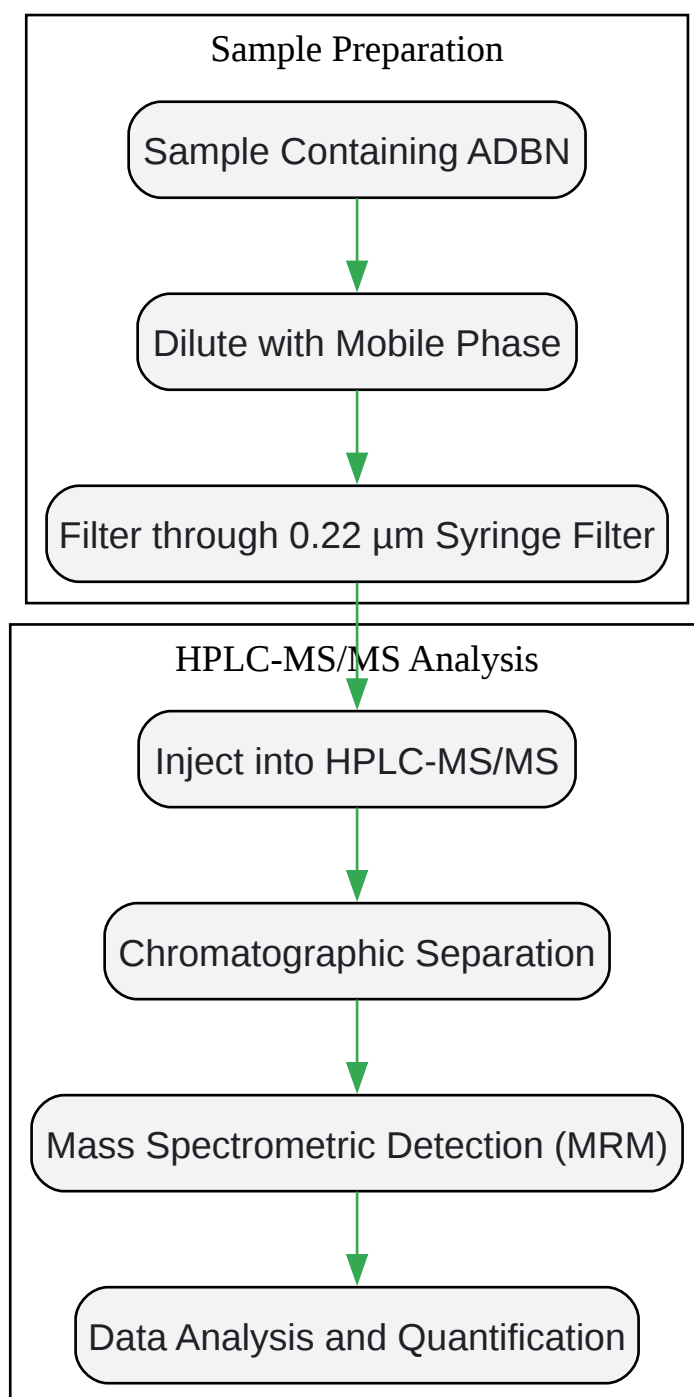 Sample Preparation
Sample Containing ADBN
Dilute with Mobile Phase
Filter through 0.22 µm Syringe Filter
HPLC-MS/MS Analysis
Inject into HPLC-MS/MS
Chromatographic Separation
Mass Spectrometric Detection (MRM)
Data Analysis and Quantification